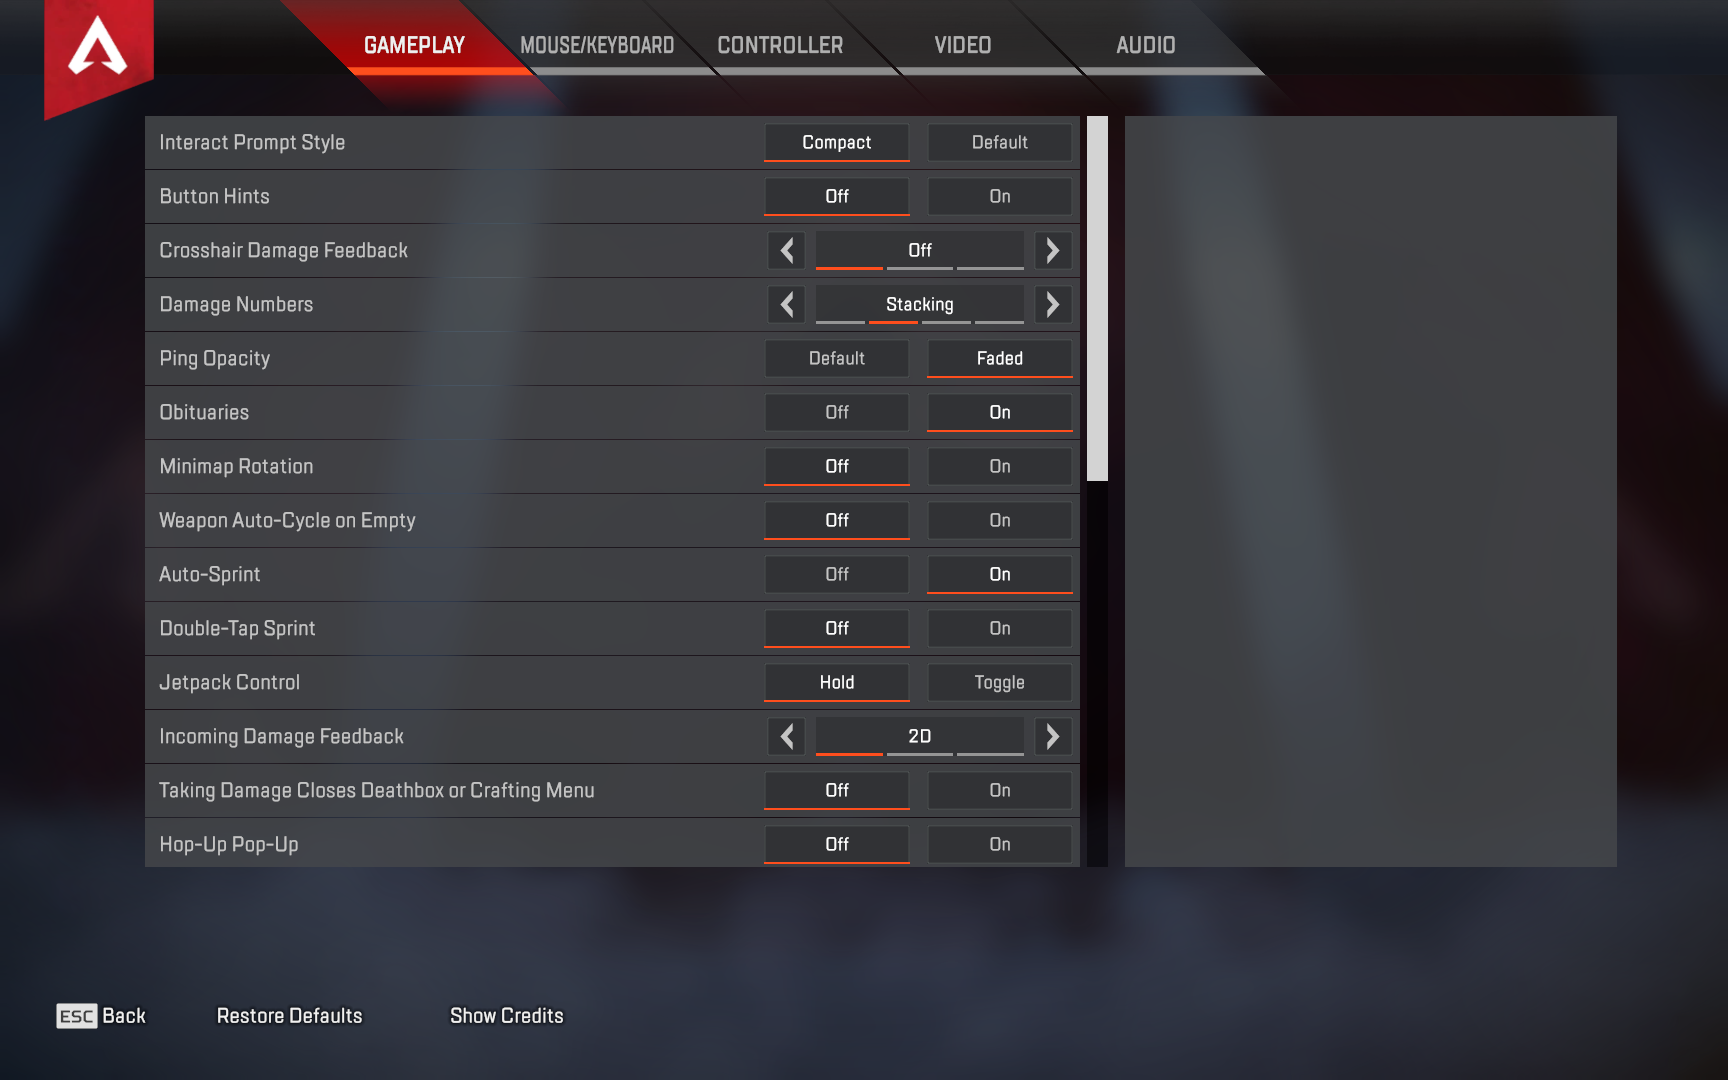 GAMEPLAY MOUSE/KEYBOARD CONTROLLER VIDEO AUDIO
Interact Prompt Style Compact Default
Button Hints Off On
Crosshair Damage Feedback Off
Damage Numbers Stacking
Ping Opacity Default Faded
Obituaries Off On
Minimap Rotation Off On
Weapon Auto-Cycle on Empty Off On
Auto-Sprint Off On
Double-Tap Sprint Off On
Jetpack Control Hold Toggle
Incoming Damage Feedback 2D
Taking Damage Closes Deathbox or Crafting Menu Off On
Hop-Up Pop-Up Off On
ESC Back Restore Defaults Show Credits